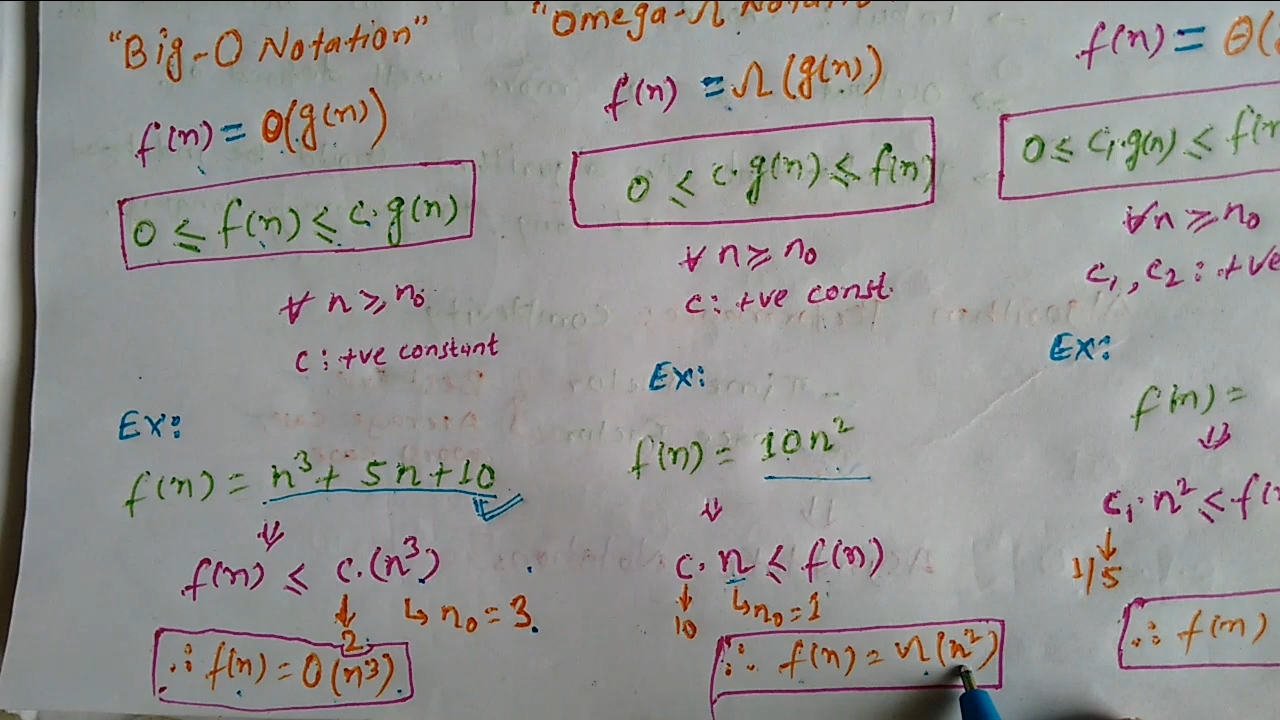 "Big-O Notation"
f(n) = O(g(n))
0 ≤ f(n) ≤ c.g(n)
∀ n ≥ n₀
c : +ve constant
Ex:
f(n) = n³ + 5n + 10
⇓
f(n) ≤ c.(n³)
↓
2
↳ n₀ = 3.
∴ f(n) = O(n³)
"Omega-Ω
f(n) = Ω(g(n))
0 ≤ c.g(n) ≤ f(n)
∀ n ≥ n₀
c : +ve const.
Ex:
f(n) = 10n²
⇓
c. n ≤ f(n)
↓
10
↳ n₀ = 1
∴ f(n) = Ω(n²)
f(n) = Θ(
0 ≤ c₁.g(n) ≤ f(n
∀ n ≥ n₀
c₁, c₂ : +ve
Ex:
f(n) =
⇓
c₁. n² ≤ f(
↓
1/5
∴ f(n)